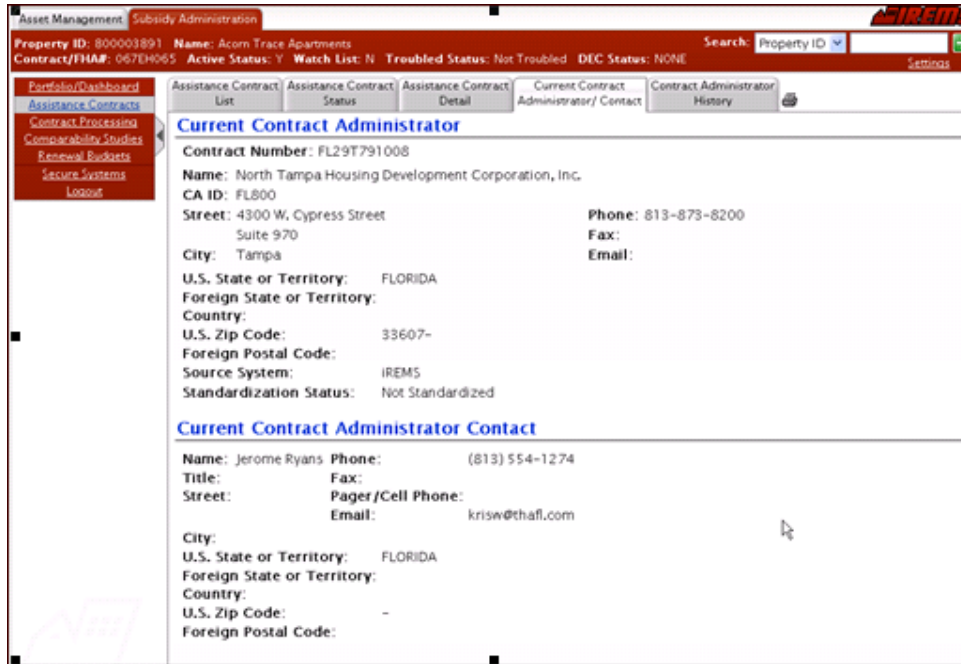 Asset Management Subsidy Administration
iREMS
Property ID: 800003891 Name: Acorn Trace Apartments Search: Property ID
Contract/FHA#: 067EH065 Active Status: Y Watch List: N Troubled Status: Not Troubled DEC Status: NONE Settings
Portfolio/Dashboard
Assistance Contracts
Contract Processing
Comparability Studies
Renewal Budgets
Secure Systems
Logout
Assistance Contract List
Assistance Contract Status
Assistance Contract Detail
Current Contract Administrator/ Contact
Contract Administrator History
Current Contract Administrator
Contract Number: FL29T791008
Name: North Tampa Housing Development Corporation, Inc.
CA ID: FL800
Street: 4300 W. Cypress Street Phone: 813-873-8200
Suite 970 Fax:
City: Tampa Email:
U.S. State or Territory: FLORIDA
Foreign State or Territory:
Country:
U.S. Zip Code: 33607-
Foreign Postal Code:
Source System: iREMS
Standardization Status: Not Standardized
Current Contract Administrator Contact
Name: Jerome Ryans Phone: (813) 554-1274
Title: Fax:
Street: Pager/Cell Phone:
Email: krisw@thafl.com
City:
U.S. State or Territory: FLORIDA
Foreign State or Territory:
Country:
U.S. Zip Code: -
Foreign Postal Code: